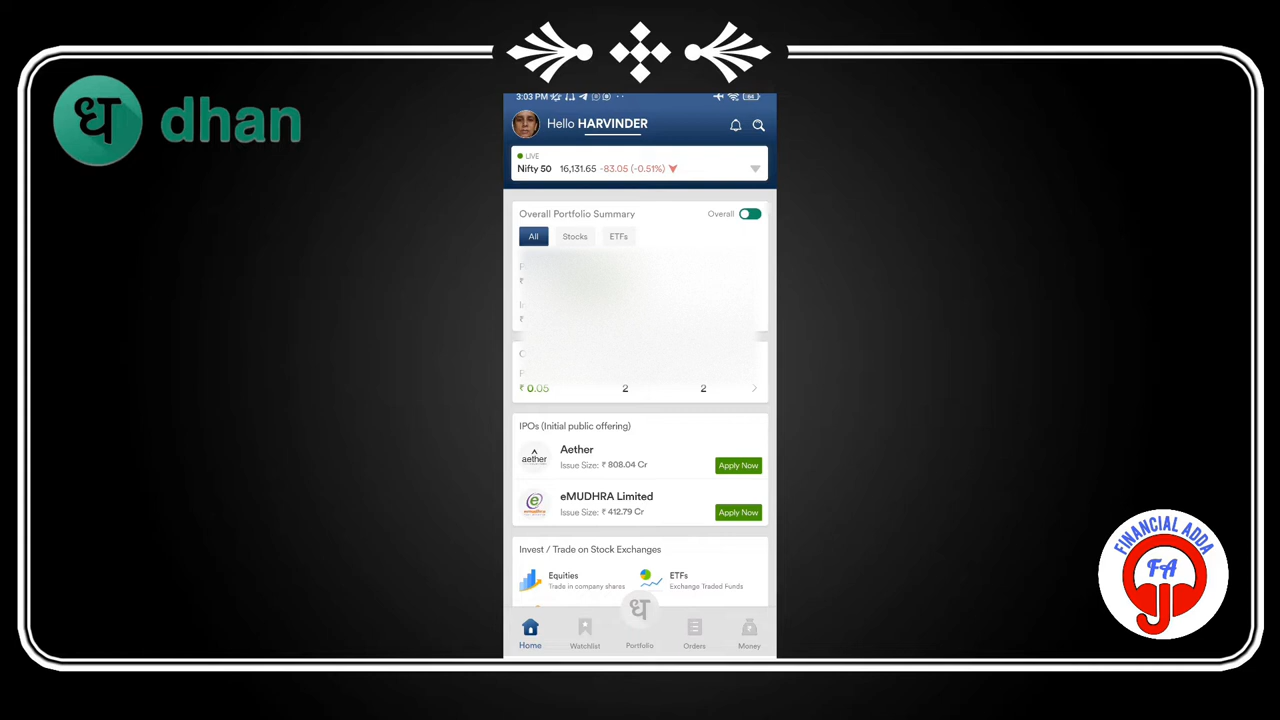 ध dhan
3:03 PM
Hello HARVINDER
LIVE
Nifty 50 16,131.65 -83.05 (-0.51%)
Overall Portfolio Summary Overall
All Stocks ETFs
₹
₹
₹ 0.05 2 2
IPOs (Initial public offering)
Aether
aether
Issue Size: ₹ 808.04 Cr Apply Now
eMUDHRA Limited
emudhra
Issue Size: ₹ 412.79 Cr Apply Now
Invest / Trade on Stock Exchanges
Equities ETFs
Trade in company shares Exchange Traded Funds
ध
Home Watchlist Portfolio Orders Money
FINANCIAL ADDA
FA